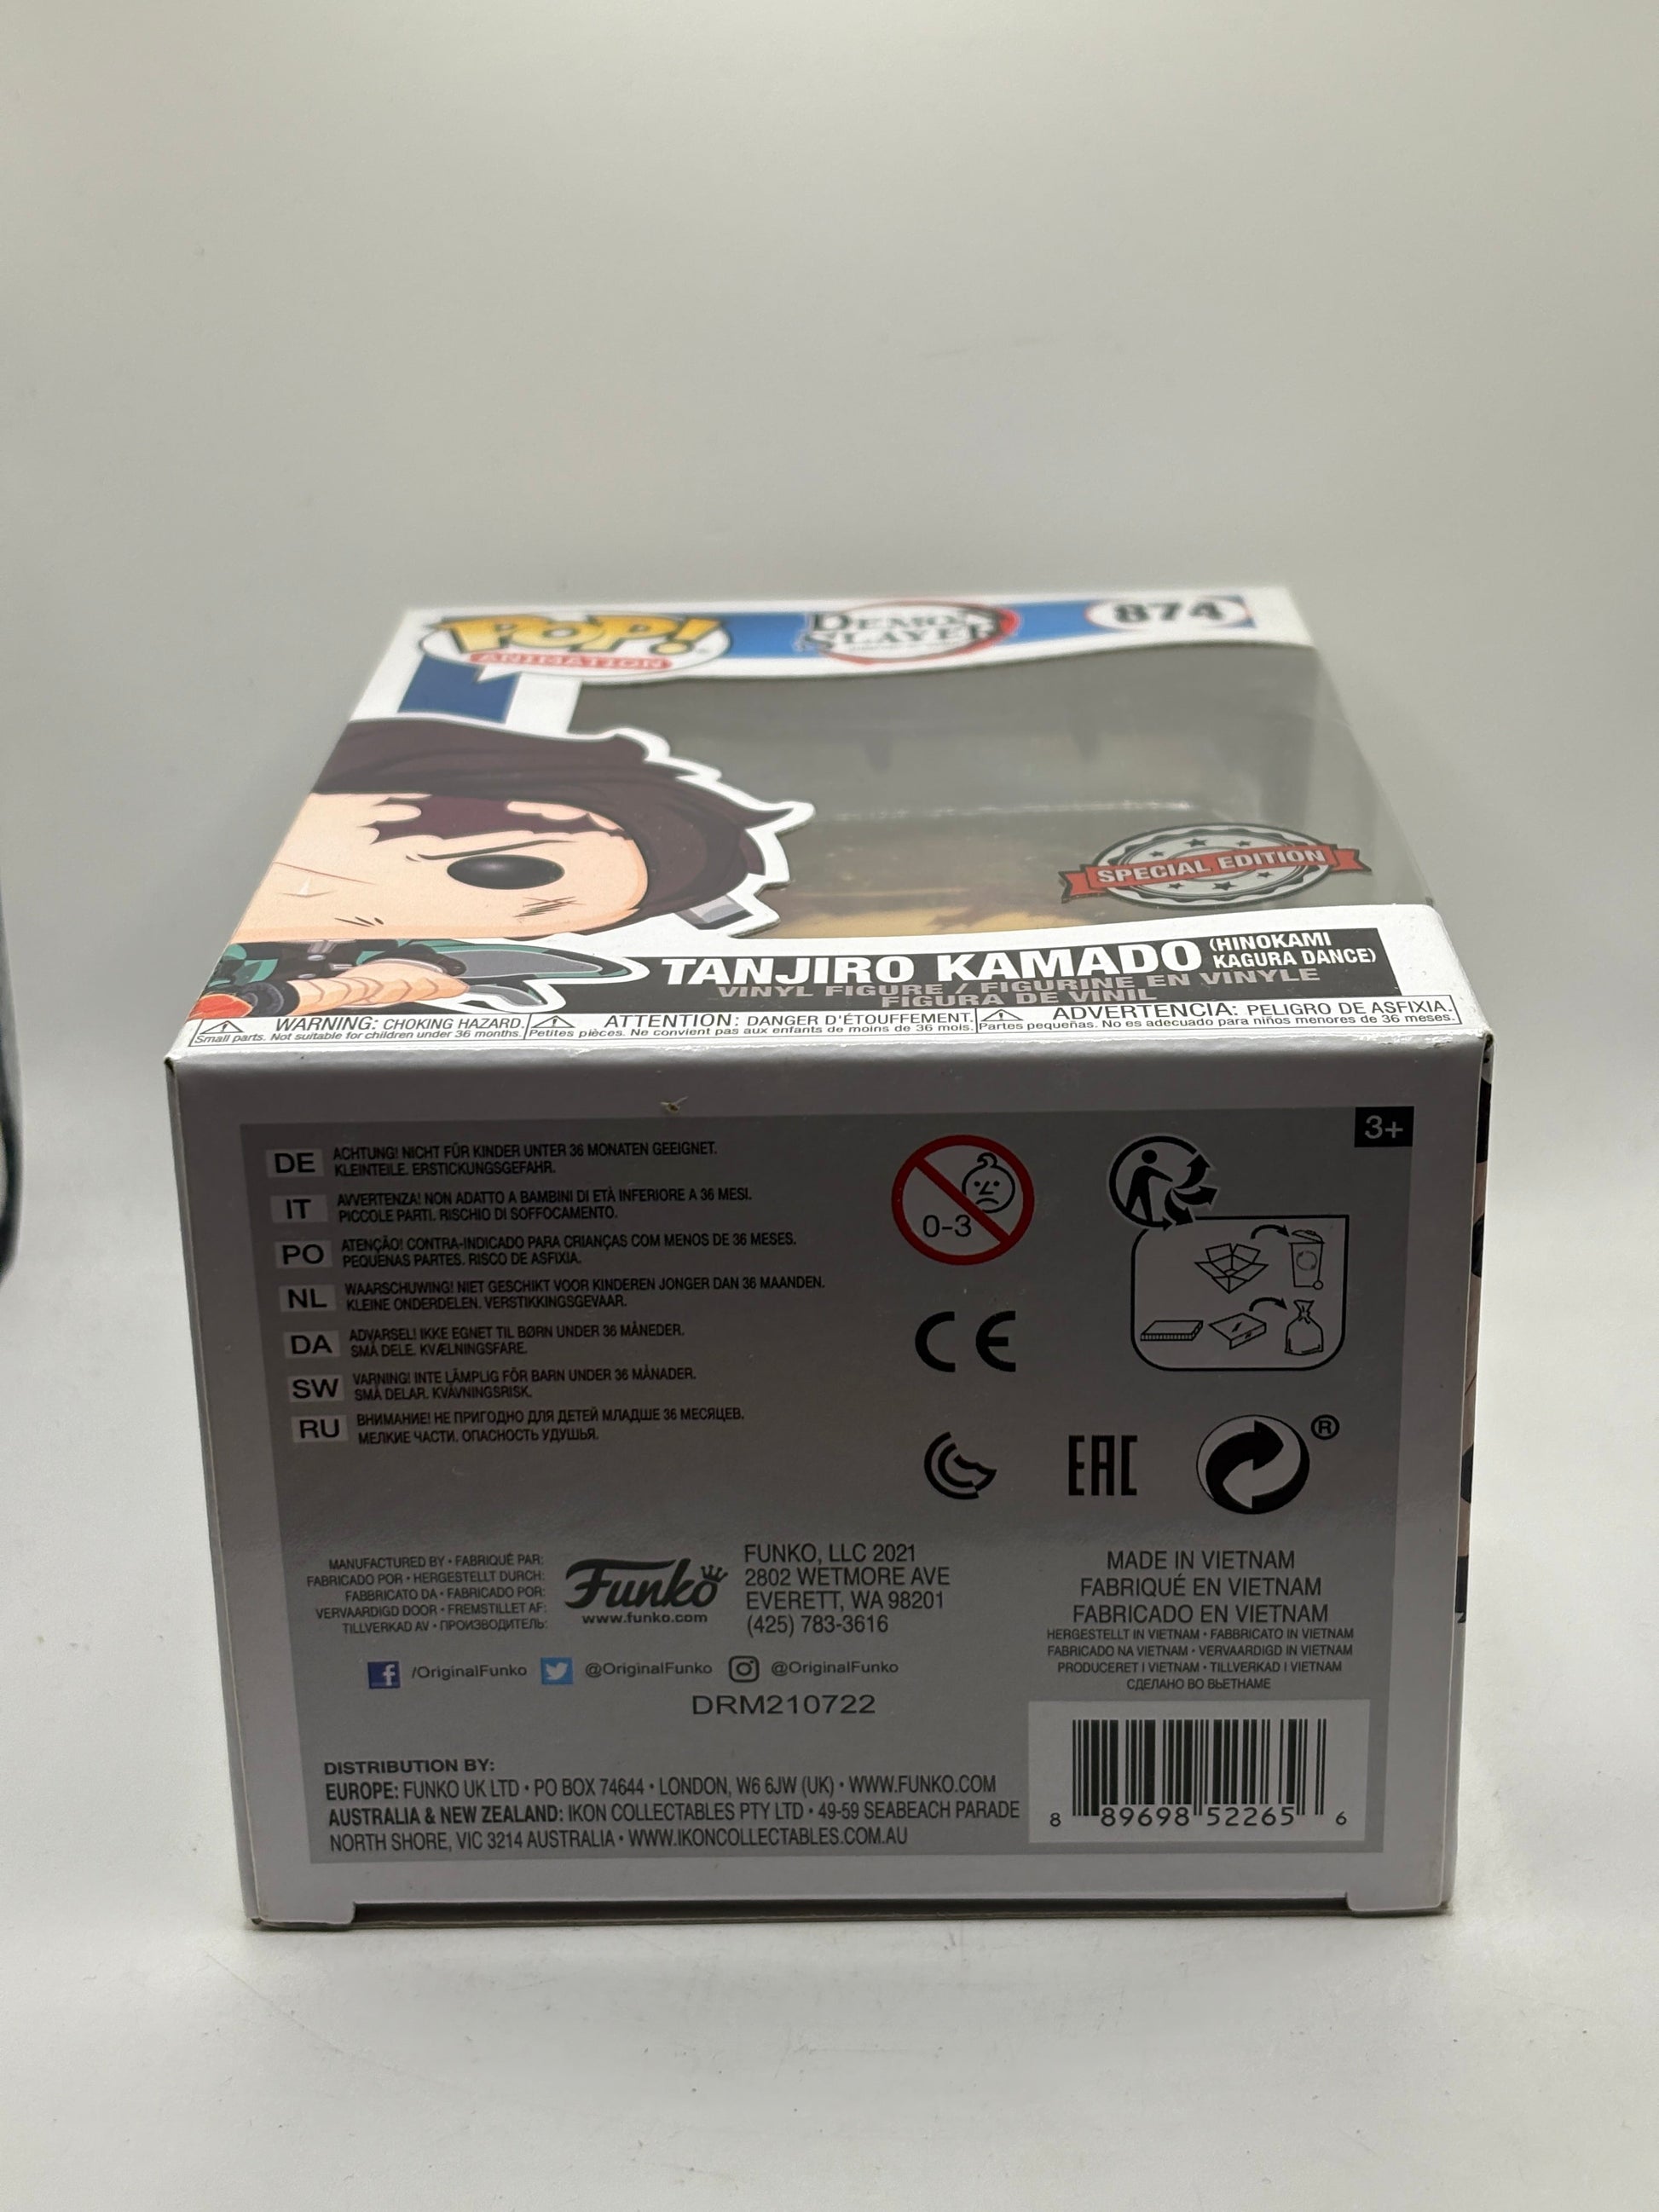 POP!
ANIMATION
DEMON
SLAYER
874
SPECIAL EDITION
TANJIRO KAMADO (HINOKAMI
KAGURA DANCE)
VINYL FIGURE / FIGURINE EN VINYLE
FIGURA DE VINIL
WARNING: CHOKING HAZARD.
Small parts. Not suitable for children under 36 months.
ATTENTION: DANGER D'ÉTOUFFEMENT.
Petites pièces. Ne convient pas aux enfants de moins de 36 mois.
ADVERTENCIA: PELIGRO DE ASFIXIA.
Partes pequeñas. No es adecuado para niños menores de 36 meses.
3+
DE ACHTUNG! NICHT FÜR KINDER UNTER 36 MONATEN GEEIGNET.
KLEINTEILE. ERSTICKUNGSGEFAHR.
IT AVVERTENZA! NON ADATTO A BAMBINI DI ETÀ INFERIORE A 36 MESI.
PICCOLE PARTI. RISCHIO DI SOFFOCAMENTO.
PO ATENÇÃO! CONTRA-INDICADO PARA CRIANÇAS COM MENOS DE 36 MESES.
PEQUENAS PARTES. RISCO DE ASFIXIA.
NL WAARSCHUWING! NIET GESCHIKT VOOR KINDEREN JONGER DAN 36 MAANDEN.
KLEINE ONDERDELEN. VERSTIKKINGSGEVAAR.
DA ADVARSEL! IKKE EGNET TIL BØRN UNDER 36 MÅNEDER.
SMÅ DELE. KVÆLNINGSFARE.
SW VARNING! INTE LÄMPLIG FÖR BARN UNDER 36 MÅNADER.
SMÅ DELAR. KVÄVNINGSRISK.
RU ВНИМАНИЕ! НЕ ПРИГОДНО ДЛЯ ДЕТЕЙ МЛАДШЕ 36 МЕСЯЦЕВ.
МЕЛКИЕ ЧАСТИ. ОПАСНОСТЬ УДУШЬЯ.
0-3
CE
EAC
®
MANUFACTURED BY • FABRIQUÉ PAR:
FABRICADO POR • HERGESTELLT DURCH:
FABBRICATO DA • FABRICADO POR:
VERVAARDIGD DOOR • FREMSTILLET AF:
TILLVERKAD AV • ПРОИЗВОДИТЕЛЬ:
Funko
www.funko.com
FUNKO, LLC 2021
2802 WETMORE AVE
EVERETT, WA 98201
(425) 783-3616
MADE IN VIETNAM
FABRIQUÉ EN VIETNAM
FABRICADO EN VIETNAM
HERGESTELLT IN VIETNAM • FABBRICATO IN VIETNAM
FABRICADO NA VIETNAM • VERVAARDIGD IN VIETNAM
PRODUCERET I VIETNAM • TILLVERKAD I VIETNAM
СДЕЛАНО ВО ВЬЕТНАМЕ
f /OriginalFunko @OriginalFunko @OriginalFunko
DRM210722
DISTRIBUTION BY:
EUROPE: FUNKO UK LTD • PO BOX 74644 • LONDON, W6 6JW (UK) • WWW.FUNKO.COM
AUSTRALIA & NEW ZEALAND: IKON COLLECTABLES PTY LTD • 49-59 SEABEACH PARADE
NORTH SHORE, VIC 3214 AUSTRALIA • WWW.IKONCOLLECTABLES.COM.AU
8 89698 52265 6